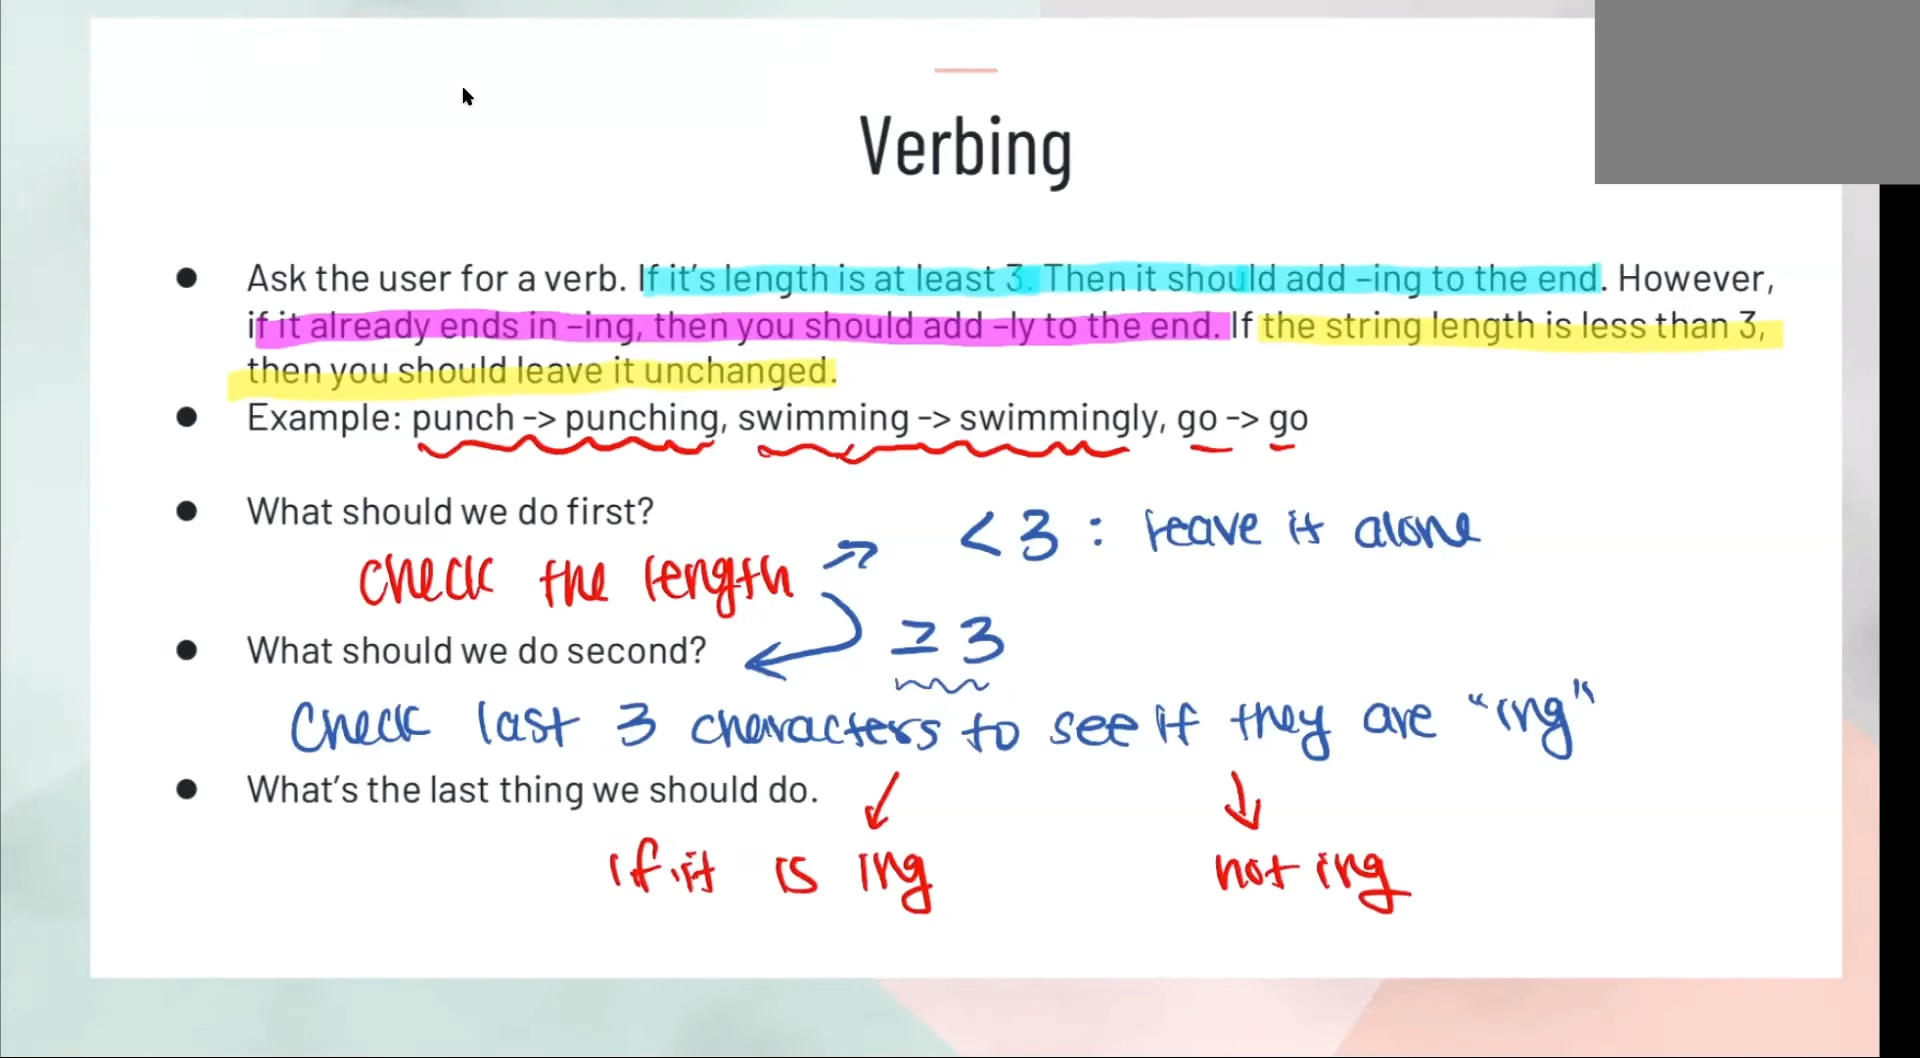 Verbing
Ask the user for a verb. If it's length is at least 3. Then it should add -ing to the end. However,
if it already ends in -ing, then you should add -ly to the end. If the string length is less than 3,
then you should leave it unchanged.
Example: punch -> punching, swimming -> swimmingly, go -> go
What should we do first?
< 3 : leave it alone
check the length
What should we do second?
≥ 3
Check last 3 characters to see if they are "ing"
What's the last thing we should do.
if it is ing
not ing